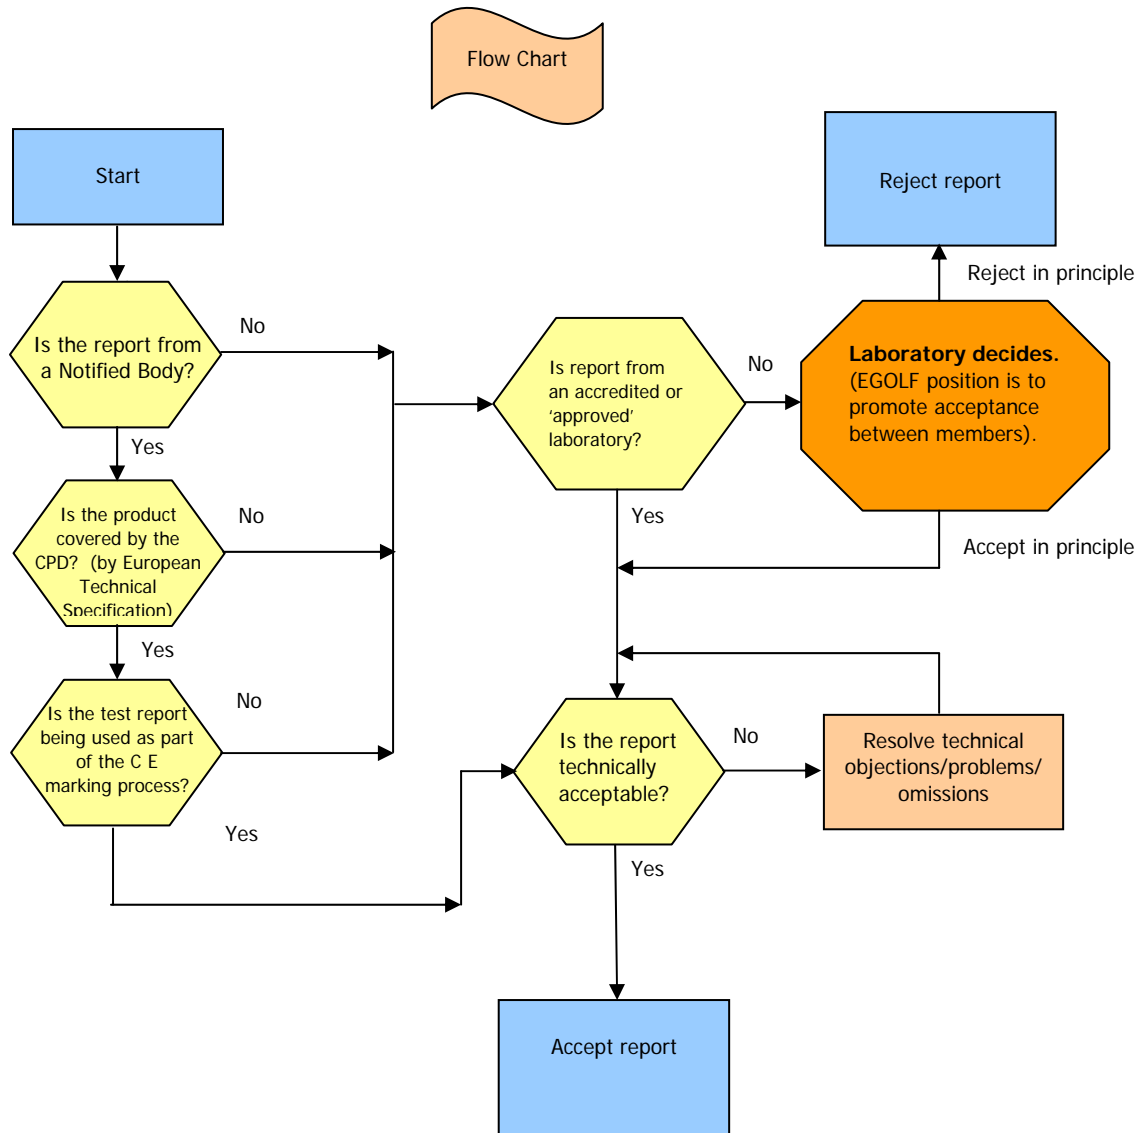 Flow Chart
Start
Reject report
Reject in principle
No
Is the report from
a Notified Body?
Is report from
an accredited or
‘approved’
laboratory?
No
Laboratory decides.
(EGOLF position is to
promote acceptance
between members).
Yes
Is the product
covered by the
CPD?  (by European
Technical
Specification)
No
Yes
Accept in principle
Yes
Is the test report
being used as part
of the C E
marking process?
No
Is the report
technically
acceptable?
No
Resolve technical
objections/problems/
omissions
Yes
Yes
Accept report